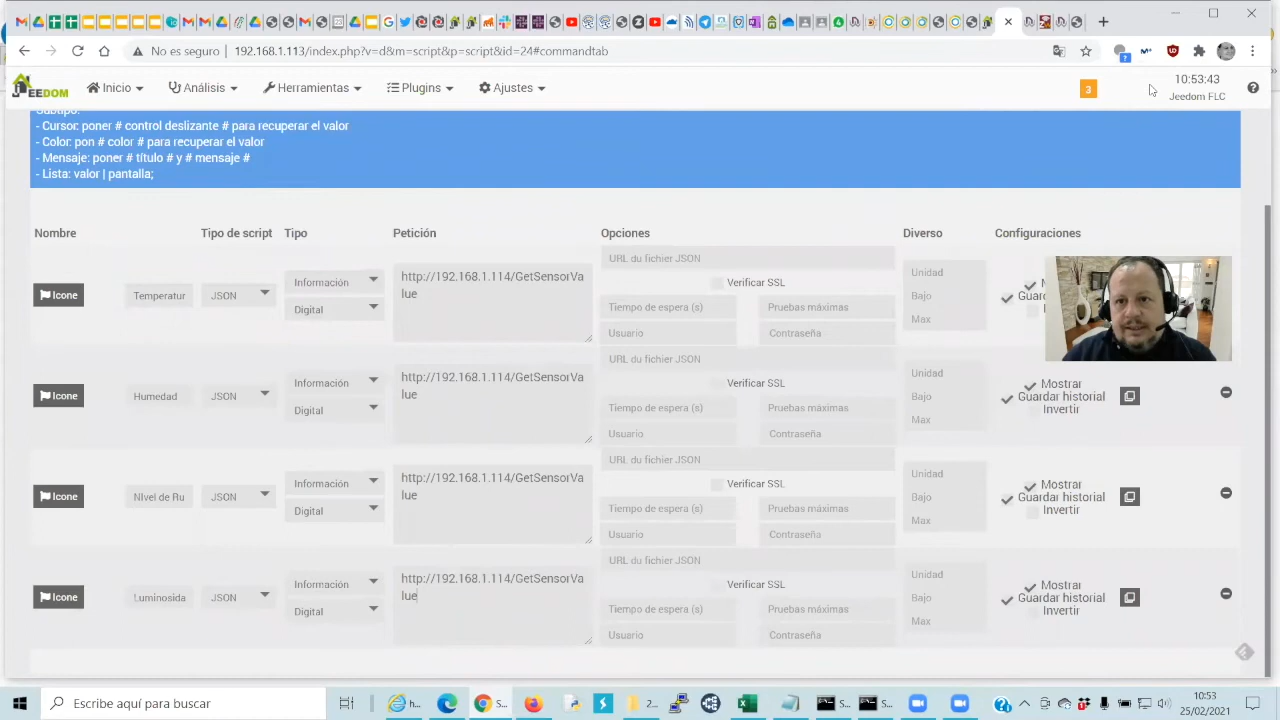 No es seguro
192.168.1.113/index.php?v=d&m=script&p=script&id=24#commandtab
JEEDOM
Inicio
Análisis
Herramientas
Plugins
Ajustes
3
10:53:43
Jeedom FLC
Subtipo:
- Cursor: poner # control deslizante # para recuperar el valor
- Color: pon # color # para recuperar el valor
- Mensaje: poner # título # y # mensaje #
- Lista: valor | pantalla;
Nombre
Tipo de script
Tipo
Petición
Opciones
Diverso
Configuraciones
Icone
Temperatur
JSON
Información
Digital
http://192.168.1.114/GetSensorVa
lue
URL du fichier JSON
Verificar SSL
Tiempo de espera (s)
Pruebas máximas
Usuario
Contraseña
Unidad
Bajo
Max
Icone
Humedad
JSON
Información
Digital
http://192.168.1.114/GetSensorVa
lue
URL du fichier JSON
Verificar SSL
Tiempo de espera (s)
Pruebas máximas
Usuario
Contraseña
Unidad
Bajo
Max
Mostrar
Guardar historial
Invertir
Icone
NIvel de Ru
JSON
Información
Digital
http://192.168.1.114/GetSensorVa
lue
URL du fichier JSON
Verificar SSL
Tiempo de espera (s)
Pruebas máximas
Usuario
Contraseña
Unidad
Bajo
Max
Mostrar
Guardar historial
Invertir
Icone
Luminosida
JSON
Información
Digital
http://192.168.1.114/GetSensorVa
lue
URL du fichier JSON
Verificar SSL
Tiempo de espera (s)
Pruebas máximas
Usuario
Contraseña
Unidad
Bajo
Max
Mostrar
Guardar historial
Invertir
Escribe aquí para buscar
10:53
25/02/2021